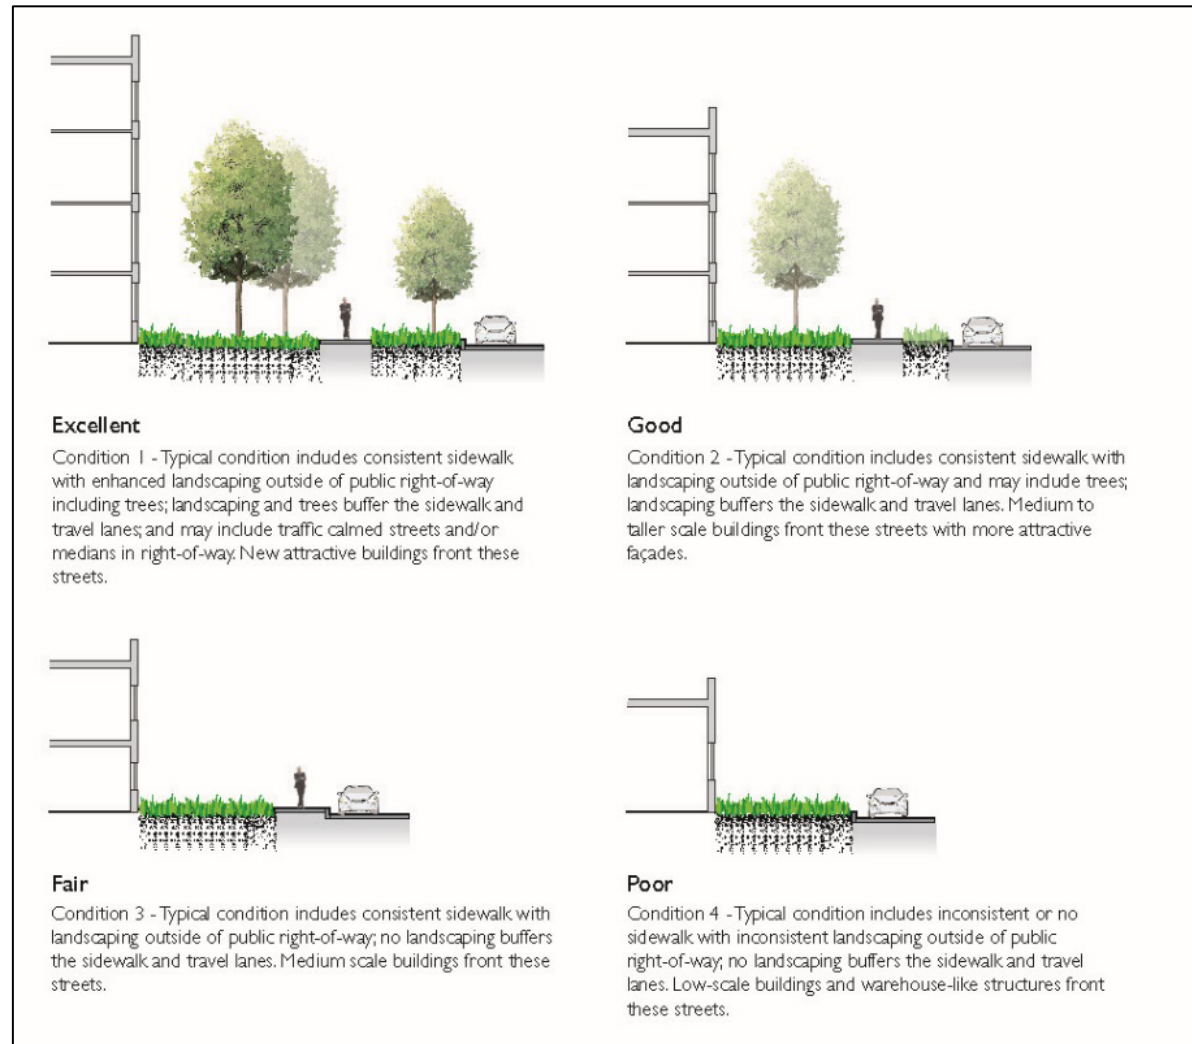 Excellent
Condition 1 - Typical condition includes consistent sidewalk
with enhanced landscaping outside of public right-of-way
including trees; landscaping and trees buffer the sidewalk and
travel lanes; and may include traffic calmed streets and/or
medians in right-of-way. New attractive buildings front these
streets.
Good
Condition 2 - Typical condition includes consistent sidewalk with
landscaping outside of public right-of-way and may include trees;
landscaping buffers the sidewalk and travel lanes. Medium to
taller scale buildings front these streets with more attractive
façades.
Fair
Condition 3 - Typical condition includes consistent sidewalk with
landscaping outside of public right-of-way; no landscaping buffers
the sidewalk and travel lanes. Medium scale buildings front these
streets.
Poor
Condition 4 - Typical condition includes inconsistent or no
sidewalk with inconsistent landscaping outside of public
right-of-way; no landscaping buffers the sidewalk and travel
lanes. Low-scale buildings and warehouse-like structures front
these streets.